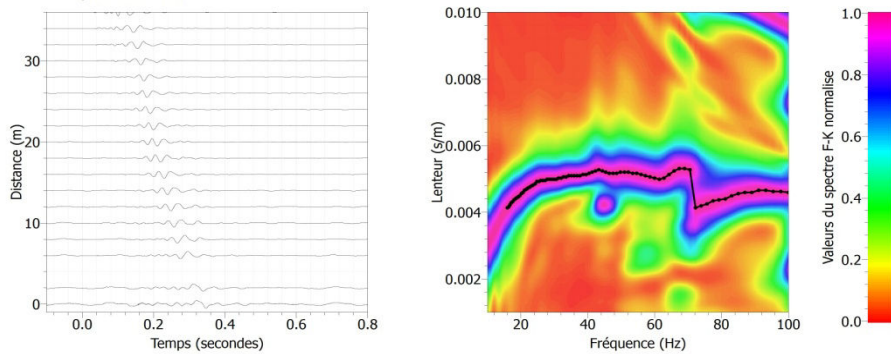 30
20
10
0
Distance (m)
0.0 0.2 0.4 0.6 0.8
Temps (secondes)
0.010
0.008
0.006
0.004
0.002
Lenteur (s/m)
20 40 60 80 100
Fréquence (Hz)
1.0
0.8
0.6
0.4
0.2
0.0
Valeurs du spectre F-K normalise